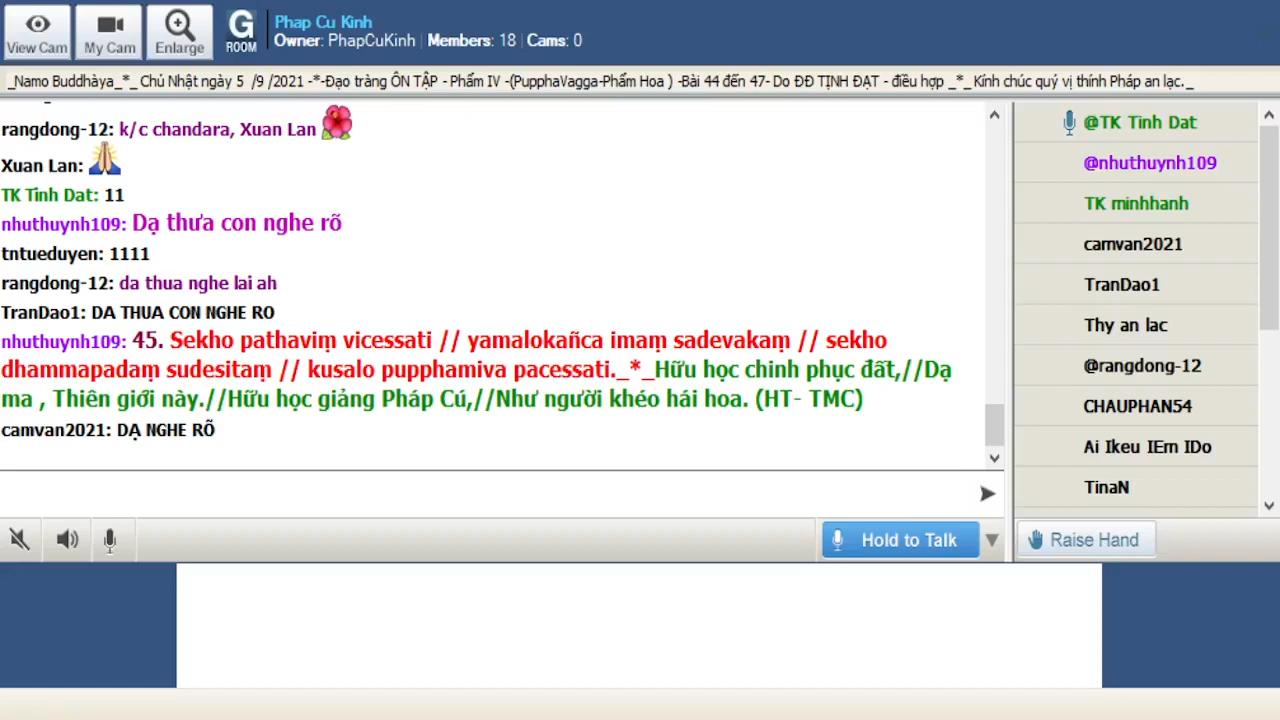 View Cam
My Cam
Enlarge
G
ROOM
Phap Cu Kinh
Owner: PhapCuKinh | Members: 18 | Cams: 0
_Namo Buddhàya_*_ Chủ Nhật ngày 5 /9 /2021 -*-Đạo tràng ÔN TẬP - Phẩm IV -(PupphaVagga-Phẩm Hoa ) -Bài 44 đến 47- Do ĐĐ TỊNH ĐẠT - điều hợp _*_Kính chúc quý vị thính Pháp an lạc._
rangdong-12: k/c chandara, Xuan Lan
Xuan Lan:
TK Tinh Dat: 11
nhuthuynh109: Dạ thưa con nghe rõ
tntueduyen: 1111
rangdong-12: da thua nghe lai ah
TranDao1: DA THUA CON NGHE RO
nhuthuynh109: 45. Sekho pathaviṃ vicessati // yamalokañca imaṃ sadevakaṃ // sekho
dhammapadaṃ sudesitaṃ // kusalo pupphamiva pacessati._*_Hữu học chinh phục đất,//Dạ
ma , Thiên giới này.//Hữu học giảng Pháp Cú,//Như người khéo hái hoa. (HT- TMC)
camvan2021: DẠ NGHE RÕ
Hold to Talk
@TK Tinh Dat
@nhuthuynh109
TK minhhanh
camvan2021
TranDao1
Thy an lac
@rangdong-12
CHAUPHAN54
Ai Ikeu IEm IDo
TinaN
Raise Hand